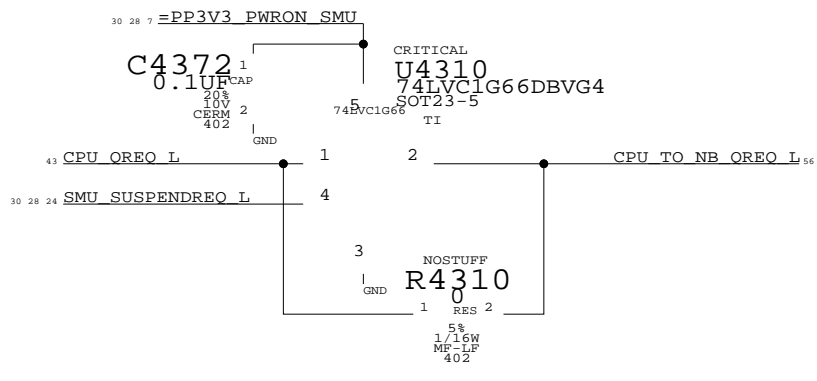 30 28 7 =PP3V3_PWRON_SMU
CRITICAL
C4372 1
U4310
0.1UF CAP
74LVC1G66DBVG4
20%
10V
CERM 2
402
5
SOT23-5
74LVC1G66
TI
GND
43 CPU_QREQ_L
1
2
CPU_TO_NB_QREQ_L 56
30 28 24 SMU_SUSPENDREQ_L
4
3
NOSTUFF
R4310
GND
0
1 RES 2
5%
1/16W
MF-LF
402